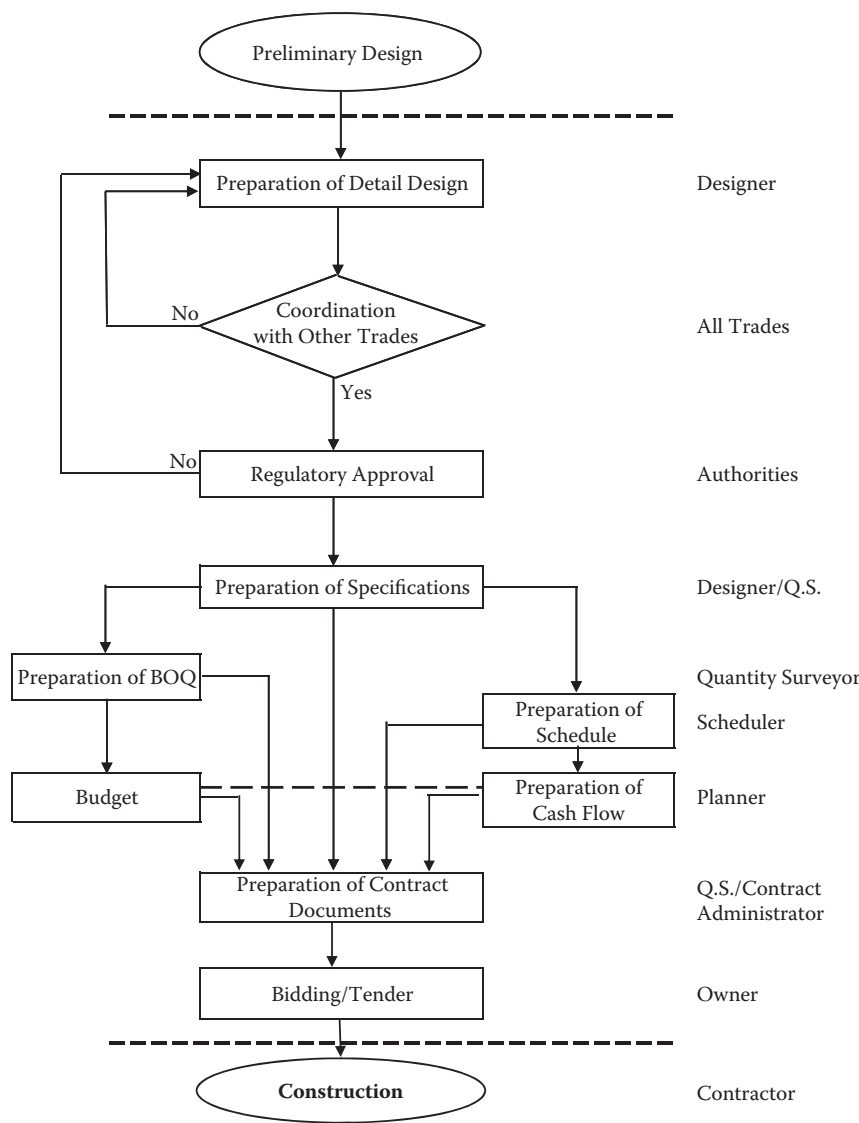 Preliminary Design
Preparation of Detail Design
Designer
Coordination
with Other Trades
All Trades
No
Yes
No
Regulatory Approval
Authorities
Preparation of Specifications
Designer/Q.S.
Preparation of BOQ
Quantity Surveyor
Preparation of
Schedule
Scheduler
Budget
Preparation of
Cash Flow
Planner
Preparation of Contract
Documents
Q.S./Contract
Administrator
Bidding/Tender
Owner
Construction
Contractor